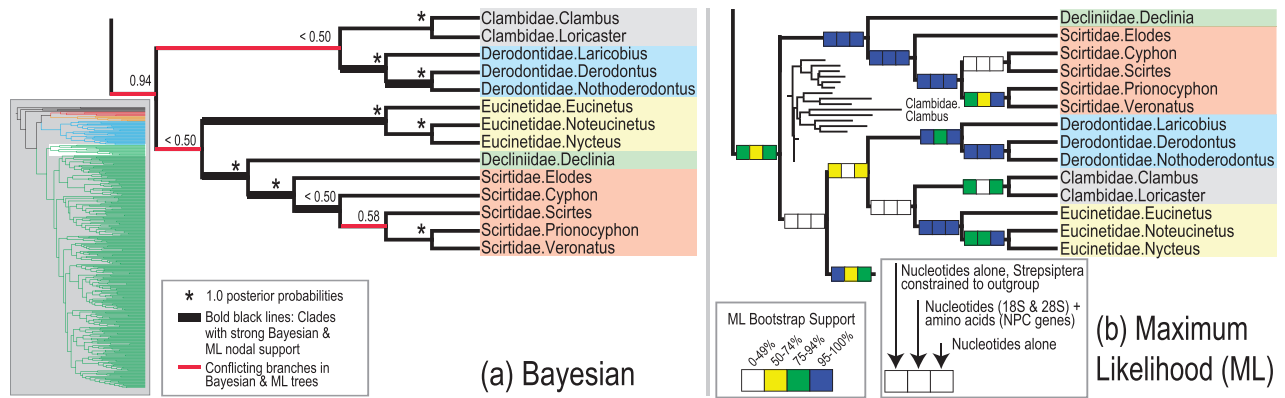 Clambidae.Clambus
Clambidae.Loricaster
Derodontidae.Laricobius
Derodontidae.Derodontus
Derodontidae.Nothoderodontus
Eucinetidae.Eucinetus
Eucinetidae.Noteucinetus
Eucinetidae.Nycteus
Decliniidae.Declinia
Scirtidae.Elodes
Scirtidae.Cyphon
Scirtidae.Scirtes
Scirtidae.Prionocyphon
Scirtidae.Veronatus
*
< 0.50
*
*
0.94
*
*
< 0.50
*
*
< 0.50
0.58
*
* 1.0 posterior probabilities
Bold black lines: Clades
with strong Bayesian &
ML nodal support
Conflicting branches in
Bayesian & ML trees
(a) Bayesian
Decliniidae.Declinia
Scirtidae.Elodes
Scirtidae.Cyphon
Scirtidae.Scirtes
Scirtidae.Prionocyphon
Scirtidae.Veronatus
Derodontidae.Laricobius
Derodontidae.Derodontus
Derodontidae.Nothoderodontus
Clambidae.Clambus
Clambidae.Loricaster
Eucinetidae.Eucinetus
Eucinetidae.Noteucinetus
Eucinetidae.Nycteus
Clambidae.
Clambus
ML Bootstrap Support
0-49%
50-74%
75-94%
95-100%
Nucleotides alone, Strepsiptera
constrained to outgroup
Nucleotides (18S & 28S) +
amino acids (NPC genes)
Nucleotides alone
(b) Maximum
Likelihood (ML)